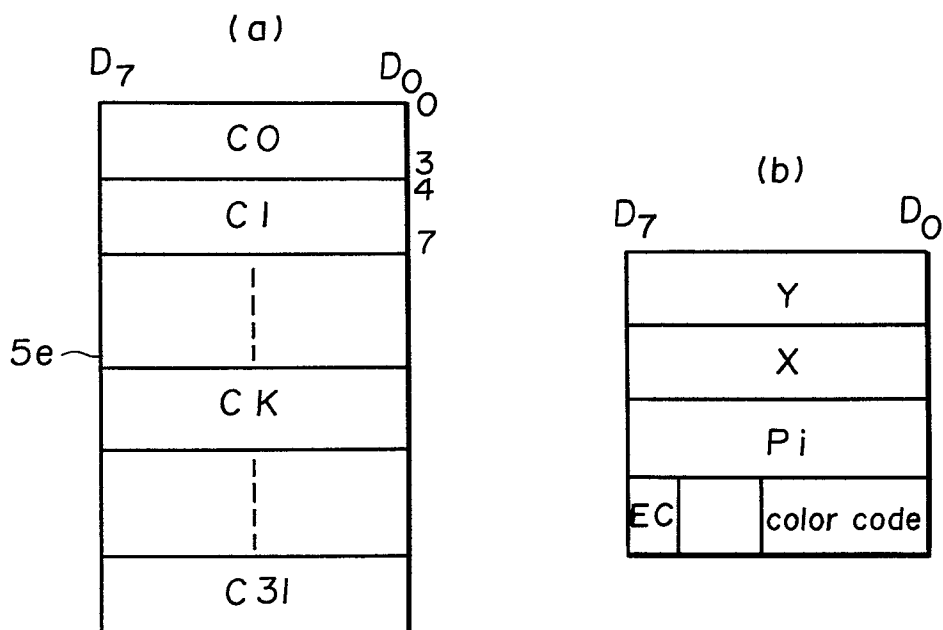 (a)
D7 D0
0
C0
3
4
C1
7
5e
CK
C31
(b)
D7 D0
Y
X
Pi
EC color code